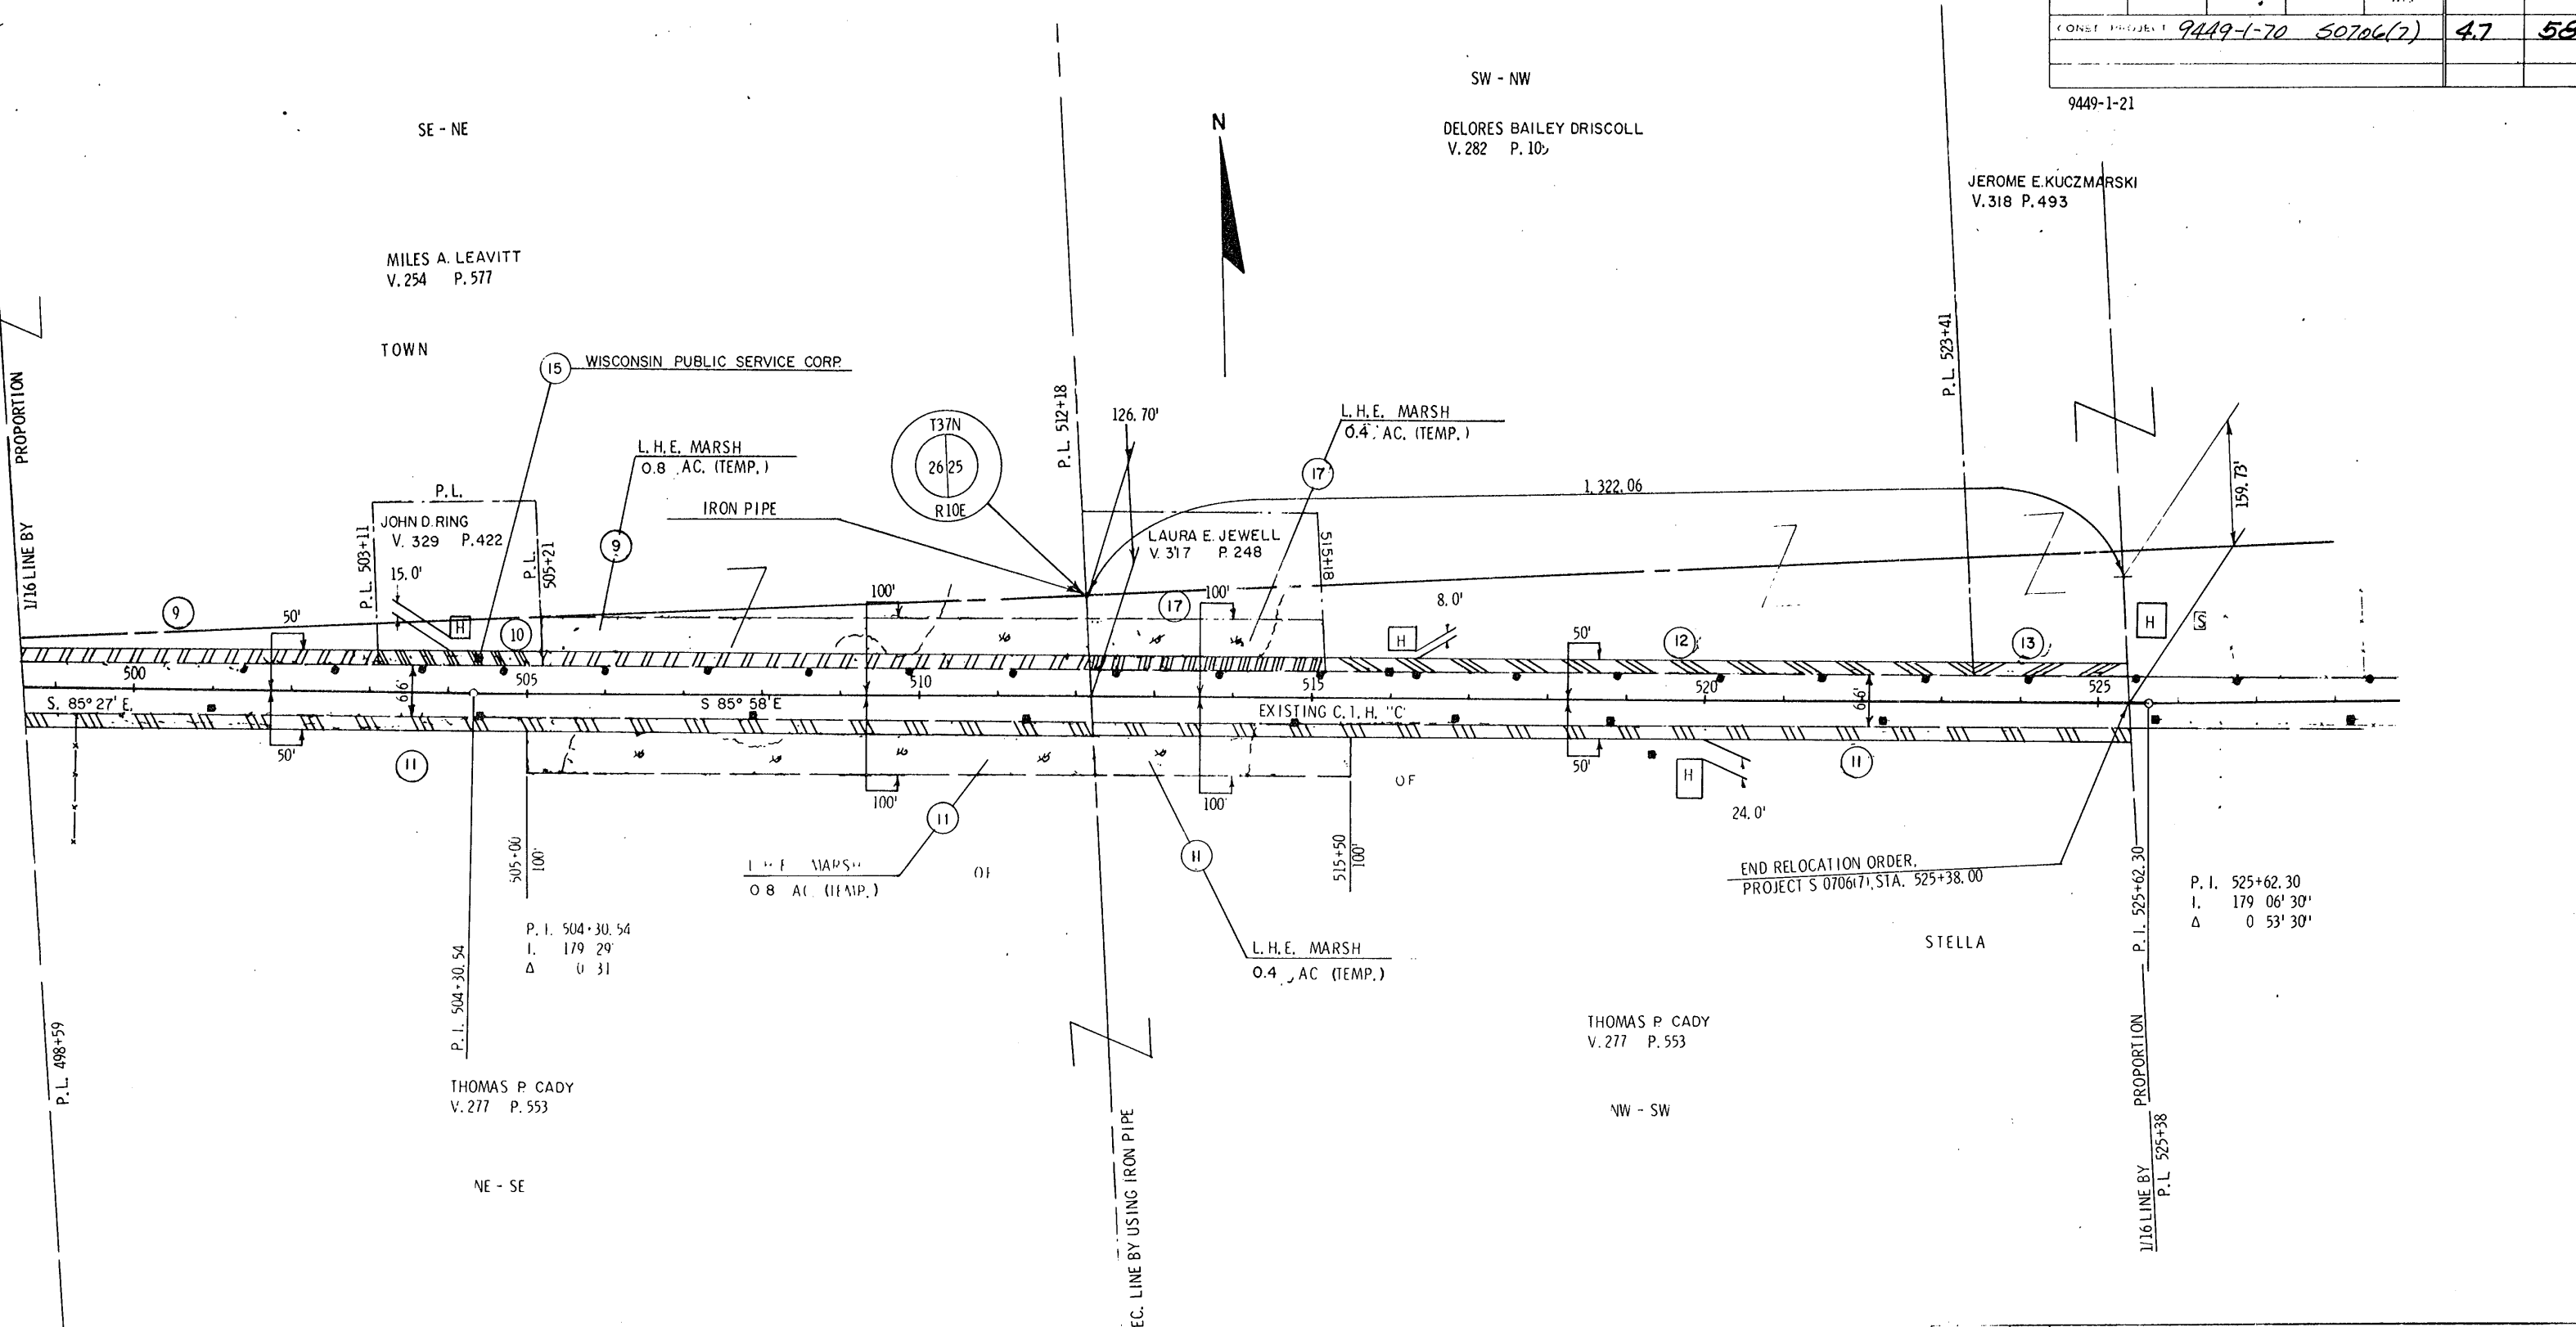 CONST PROJECT 9449-1-70 S0706(7) 4.7 58
9449-1-21
SW - NW
SE - NE
N
DELORES BAILEY DRISCOLL
V. 282 P.
JEROME E. KUCZMARSKI
V. 318 P. 493
MILES A. LEAVITT
V. 254 P. 577
TOWN
15 WISCONSIN PUBLIC SERVICE CORP.
1/16 LINE BY PROPORTION
P.L. 512+18
126.70'
P.L. 523+41
L.H.E. MARSH
0.4 AC. (TEMP.)
17
T37N
26 25
R10E
L.H.E. MARSH
0.8 AC. (TEMP.)
9
IRON PIPE
P.L.
JOHN D. RING
V. 329 P. 422
P.L. 503+11
P.L. 505+21
15.0'
1,322.06
159.73'
LAURA E. JEWELL
V. 317 P. 248
515+18
9
50'
H
10
100'
17
100'
8.0'
H
50'
12
13
H
S
500
505
510
515
520
525
66'
66'
S. 85° 27' E.
S 85° 58' E
EXISTING C.T.H. "C"
50'
11
100'
100'
50'
H
24.0'
11
OF
505+00
100'
11
L.H.E. MARSH
0.8 AC. (TEMP.)
OF
11
L.H.E. MARSH
0.4 AC (TEMP.)
515+50
100'
END RELOCATION ORDER,
PROJECT S 0706(7), STA. 525+38.00
P.I. 525+62.30
P.I. 525+62.30
I. 179 06' 30"
Δ 0 53' 30"
STELLA
P.I. 504+30.54
I. 179 29'
Δ 0 31
P.I. 504+30.54
P.L. 498+59
THOMAS P. CADY
V. 277 P. 553
THOMAS P. CADY
V. 277 P. 553
NW - SW
NE - SE
EC. LINE BY USING IRON PIPE
1/16 LINE BY PROPORTION
P.L 525+38